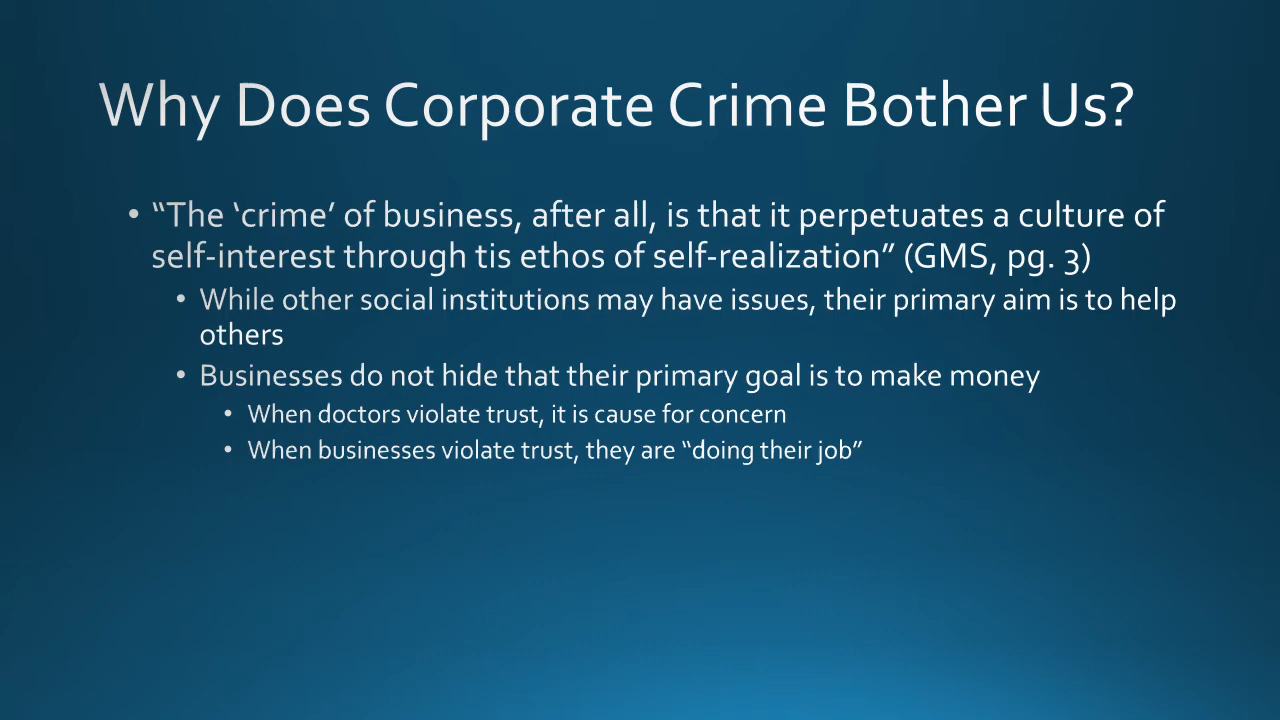 Why Does Corporate Crime Bother Us?
• “The ‘crime’ of business, after all, is that it perpetuates a culture of
self-interest through tis ethos of self-realization” (GMS, pg. 3)
• While other social institutions may have issues, their primary aim is to help
others
• Businesses do not hide that their primary goal is to make money
• When doctors violate trust, it is cause for concern
• When businesses violate trust, they are “doing their job”